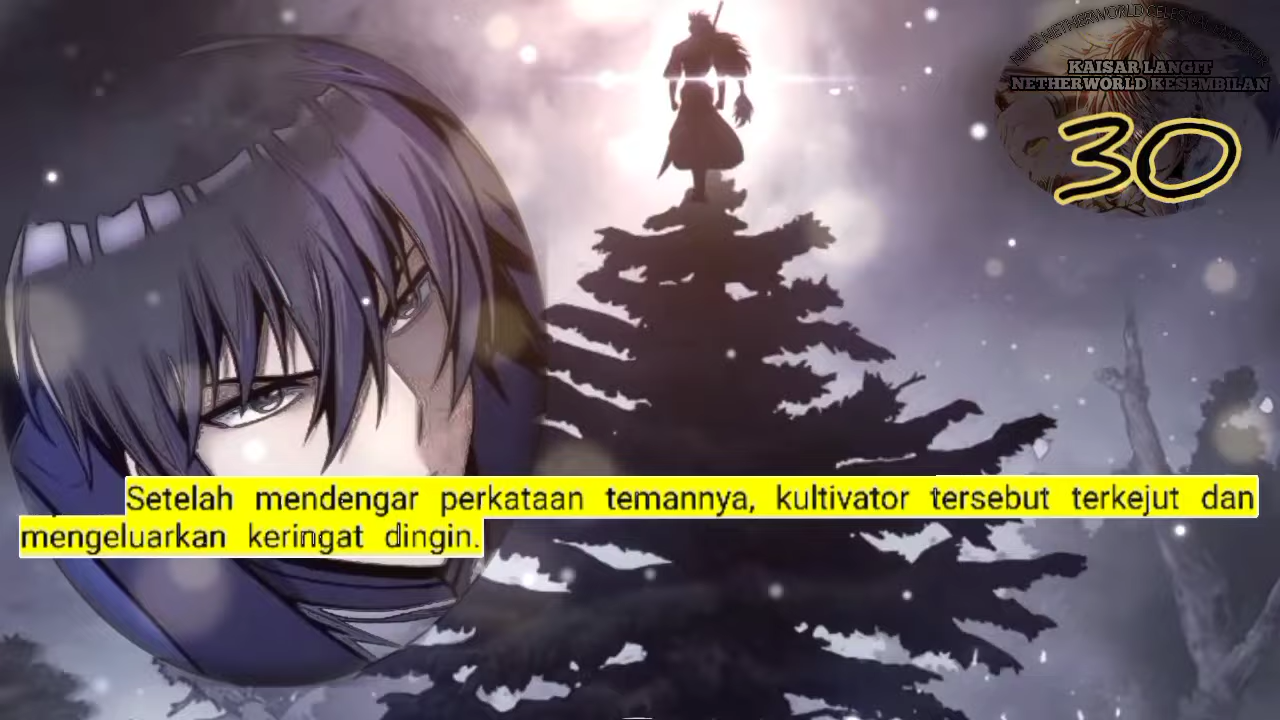 KAISAR LANGIT
NETHERWORLD KESEMBILAN
30
Setelah mendengar perkataan temannya, kultivator tersebut terkejut dan
mengeluarkan keringat dingin.